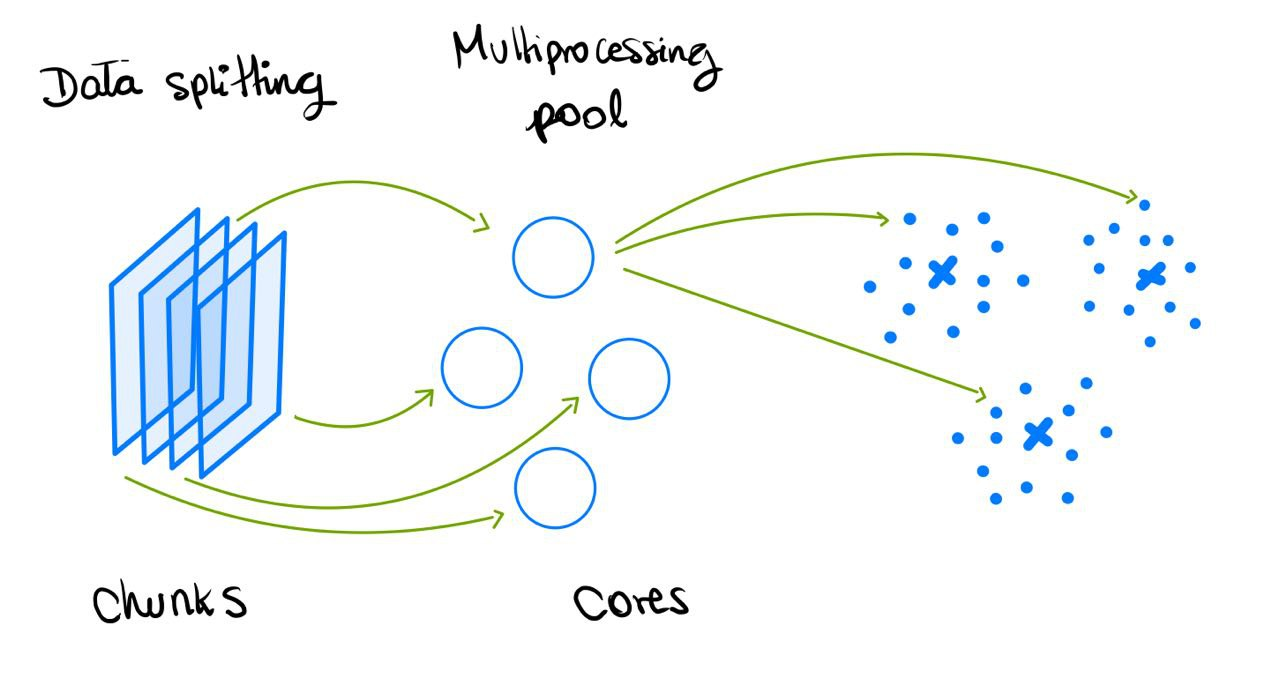 Data splitting
Multiprocessing
pool
Chunks
Cores